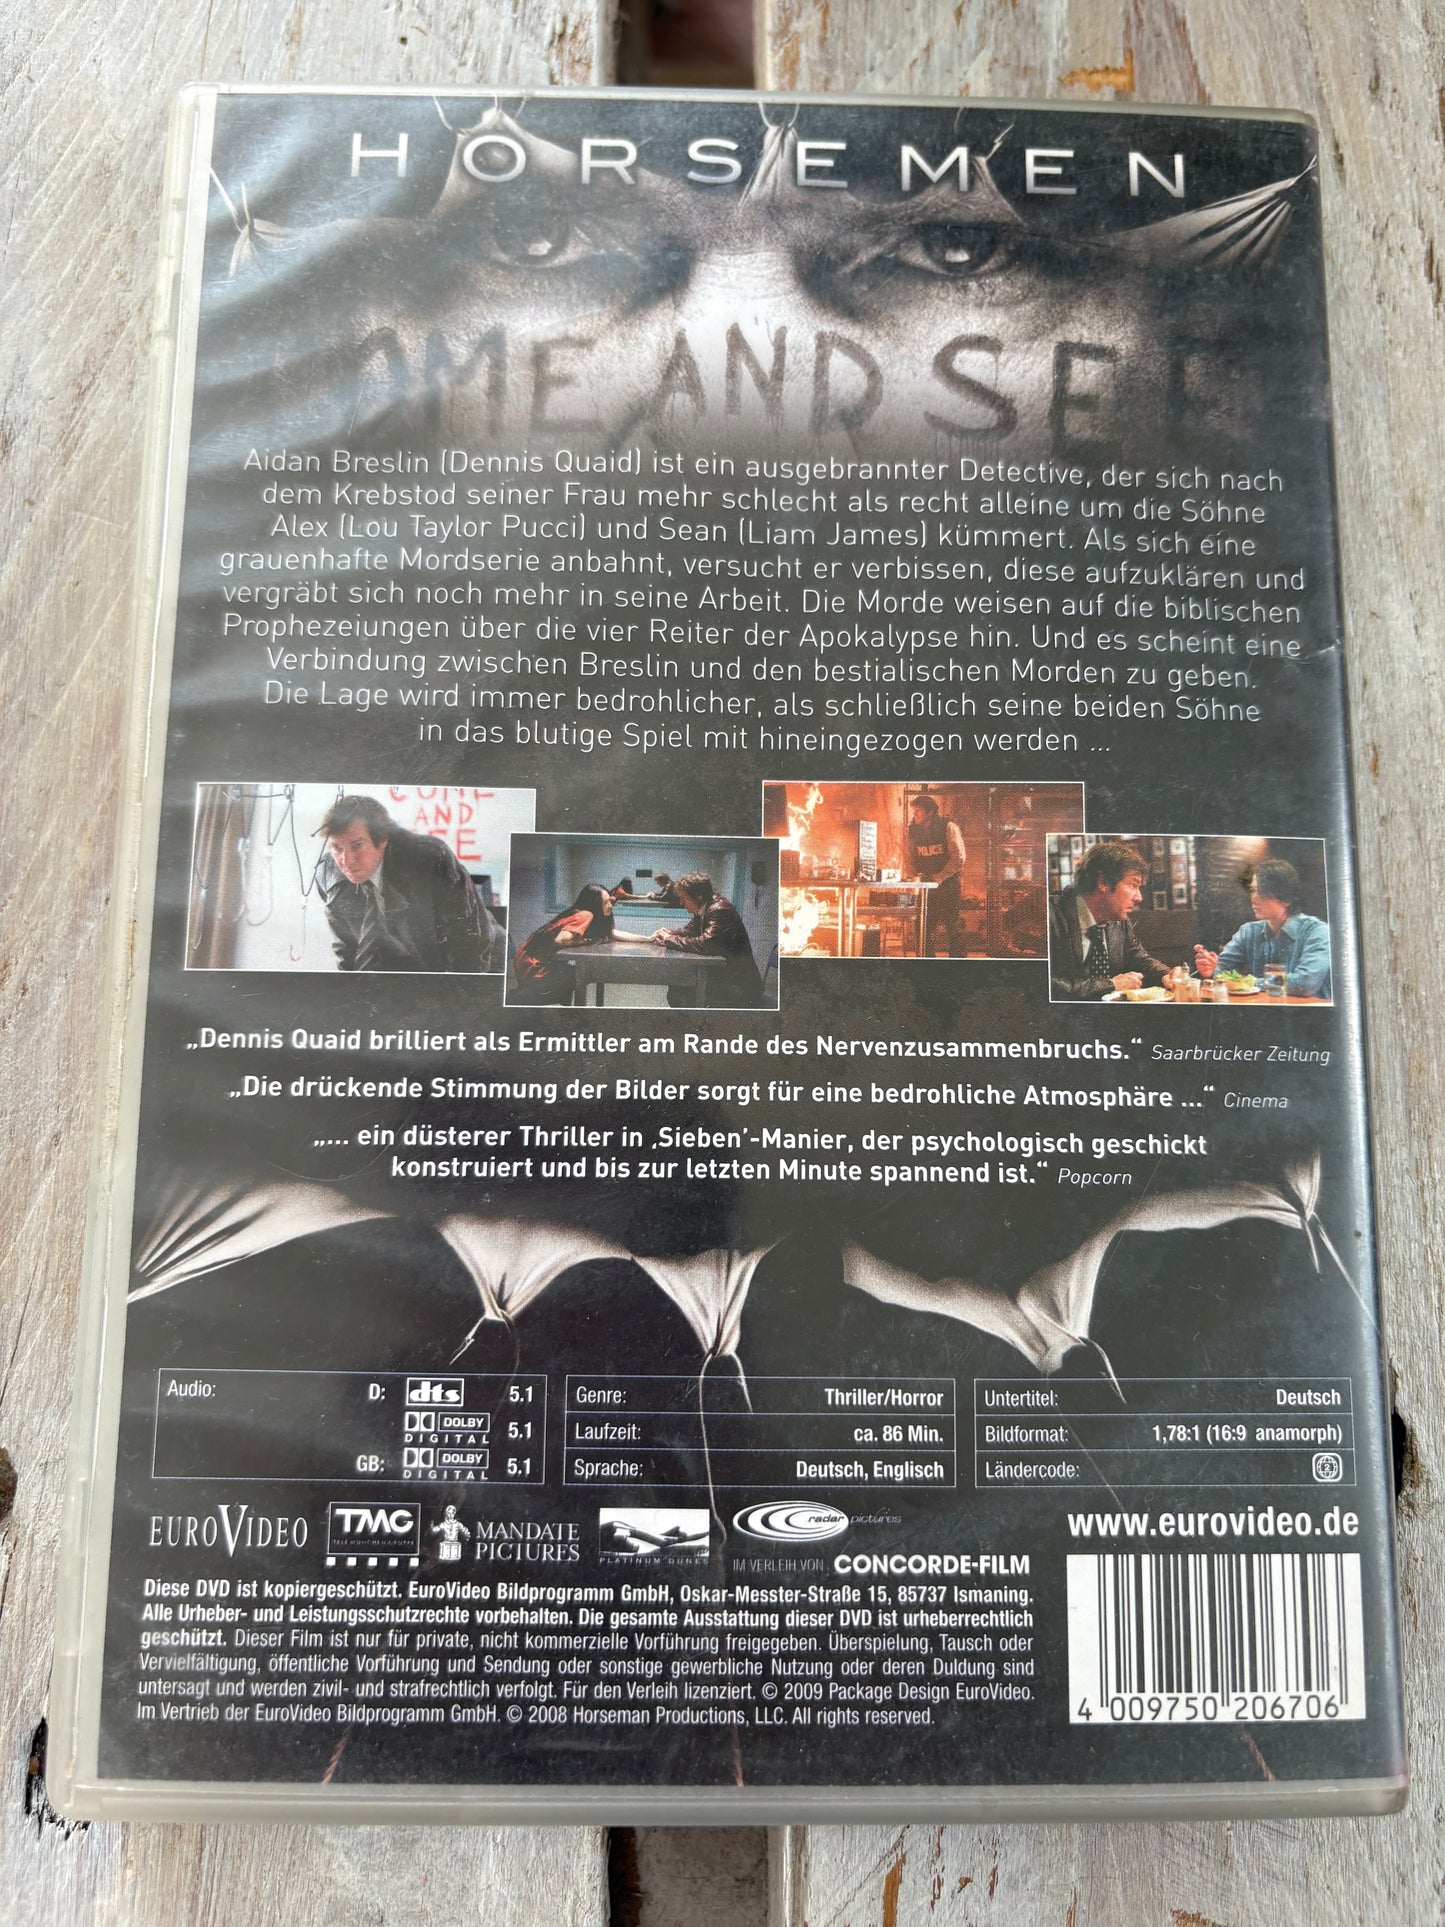 HORSEMEN
OME AND SEE
Aidan Breslin (Dennis Quaid) ist ein ausgebrannter Detective, der sich nach
dem Krebstod seiner Frau mehr schlecht als recht alleine um die Söhne
Alex (Lou Taylor Pucci) und Sean (Liam James) kümmert. Als sich eine
grauenhafte Mordserie anbahnt, versucht er verbissen, diese aufzuklären und
vergräbt sich noch mehr in seine Arbeit. Die Morde weisen auf die biblischen
Prophezeiungen über die vier Reiter der Apokalypse hin. Und es scheint eine
Verbindung zwischen Breslin und den bestialischen Morden zu geben.
Die Lage wird immer bedrohlicher, als schließlich seine beiden Söhne
in das blutige Spiel mit hineingezogen werden ...
COME
AND
SEE
POLICE
„Dennis Quaid brilliert als Ermittler am Rande des Nervenzusammenbruchs.“ Saarbrücker Zeitung
„Die drückende Stimmung der Bilder sorgt für eine bedrohliche Atmosphäre ...“ Cinema
„... ein düsterer Thriller in ‚Sieben’-Manier, der psychologisch geschickt
konstruiert und bis zur letzten Minute spannend ist.“ Popcorn
Audio: D: dts 5.1
DOLBY DIGITAL 5.1
GB: DOLBY DIGITAL 5.1
Genre: Thriller/Horror
Laufzeit: ca. 86 Min.
Sprache: Deutsch, Englisch
Untertitel: Deutsch
Bildformat: 1,78:1 (16:9 anamorph)
Ländercode: 2
EUROVIDEO
TMG
TELE MÜNCHEN GRUPPE
MANDATE
PICTURES
PLATINUM DUNES
radar pictures
IM VERLEIH VON CONCORDE-FILM
www.eurovideo.de
Diese DVD ist kopiergeschützt. EuroVideo Bildprogramm GmbH, Oskar-Messter-Straße 15, 85737 Ismaning.
Alle Urheber- und Leistungsschutzrechte vorbehalten. Die gesamte Ausstattung dieser DVD ist urheberrechtlich
geschützt. Dieser Film ist nur für private, nicht kommerzielle Vorführung freigegeben. Überspielung, Tausch oder
Vervielfältigung, öffentliche Vorführung und Sendung oder sonstige gewerbliche Nutzung oder deren Duldung sind
untersagt und werden zivil- und strafrechtlich verfolgt. Für den Verleih lizenziert. © 2009 Package Design EuroVideo.
Im Vertrieb der EuroVideo Bildprogramm GmbH. © 2008 Horseman Productions, LLC. All rights reserved.
4 009750 206706